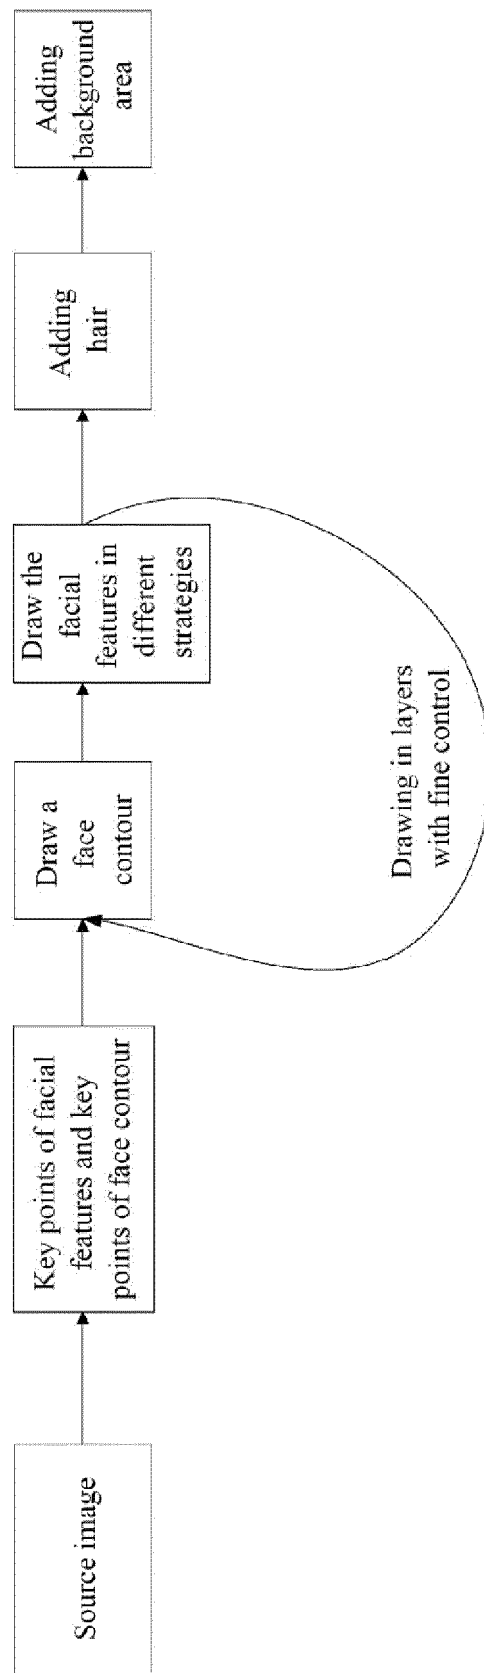 Source image
Key points of facial
features and key
points of face contour
Draw a
face
contour
Draw the
facial
features in
different
strategies
Drawing in layers
with fine control
Adding
hair
Adding
background
area